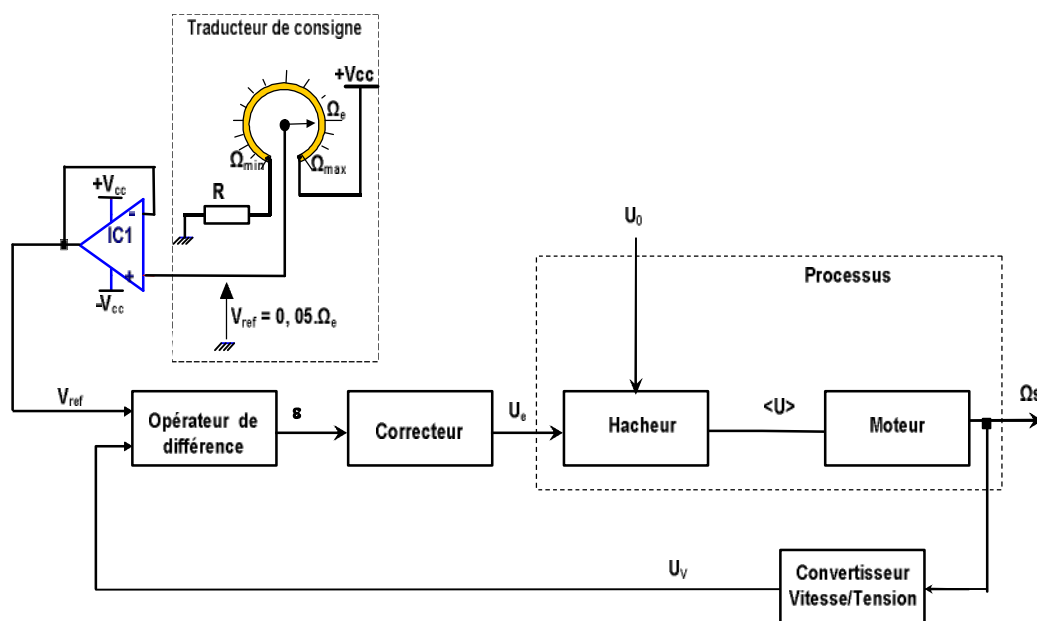 Traducteur de consigne
+Vcc
Ωe
Ωmin
Ωmax
R
+Vcc
-
IC1
+
-Vcc
Vref = 0, 05.Ωe
U0
Processus
Vref
Opérateur de
différence
ε
Correcteur
Ue
Hacheur
<U>
Moteur
Ωs
UV
Convertisseur
Vitesse/Tension